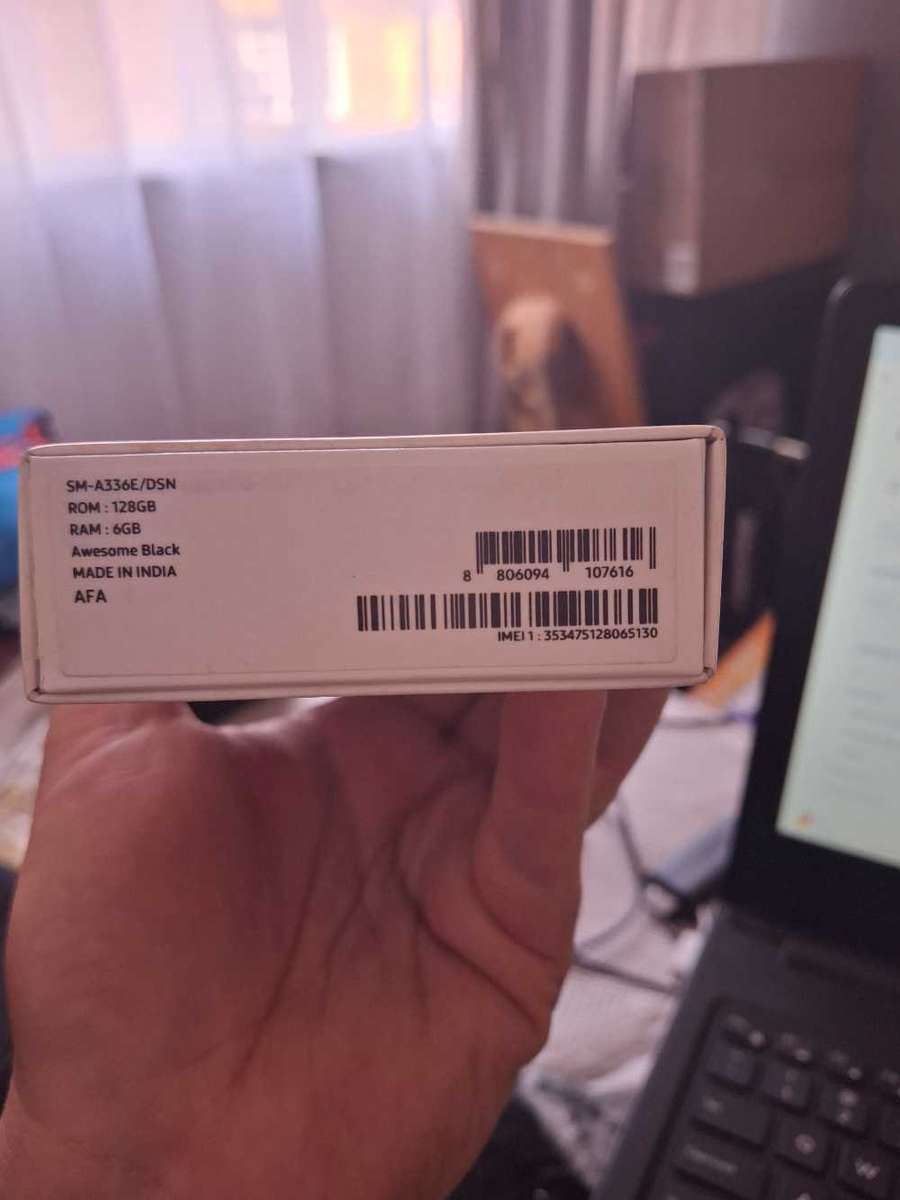 SM-A336E/DSN
ROM : 128GB
RAM : 6GB
Awesome Black
MADE IN INDIA
AFA
8 806094 107616
IMEI 1 : 353475128065130